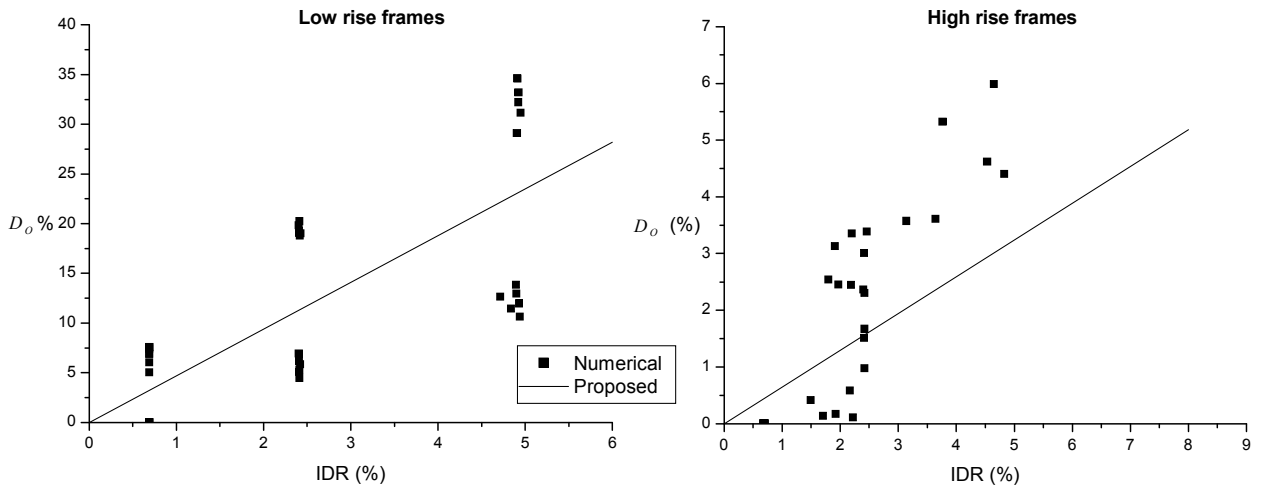 Low rise frames
40
35
30
25
20
15
10
5
0
D_o %
0 1 2 3 4 5 6
IDR (%)
Numerical
Proposed
High rise frames
7
6
5
4
3
2
1
0
D_o (%)
0 1 2 3 4 5 6 7 8 9
IDR (%)